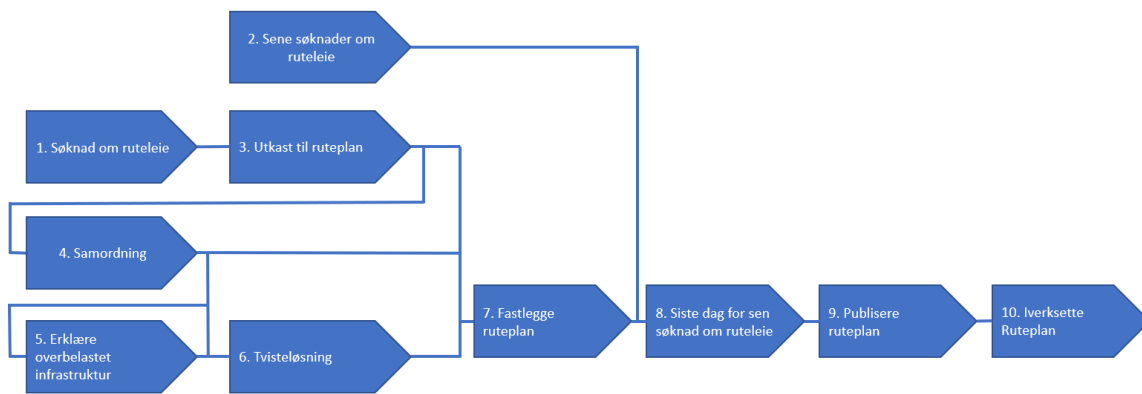 2. Sene søknader om
ruteleie
1. Søknad om ruteleie
3. Utkast til ruteplan
4. Samordning
5. Erklære
overbelastet
infrastruktur
6. Tvisteløsning
7. Fastlegge
ruteplan
8. Siste dag for sen
søknad om ruteleie
9. Publisere
ruteplan
10. Iverksette
Ruteplan